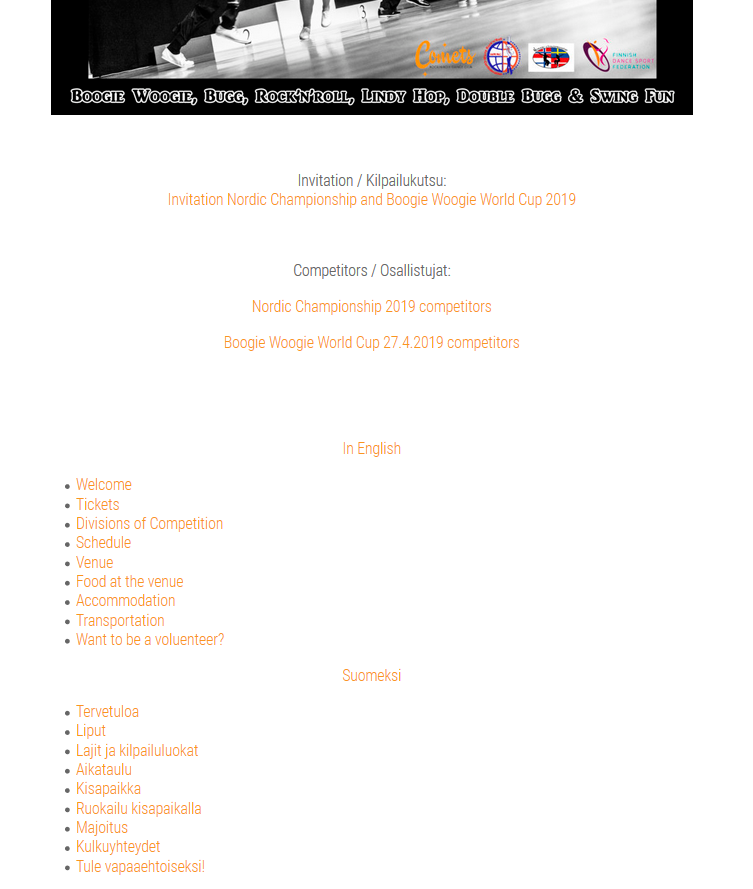 Comets
FINNISH
DANCE SPORT
FEDERATION
Boogie Woogie, Bugg, Rock'n'roll, Lindy Hop, Double Bugg & Swing Fun
Invitation / Kilpailukutsu:
Invitation Nordic Championship and Boogie Woogie World Cup 2019
Competitors / Osallistujat:
Nordic Championship 2019 competitors
Boogie Woogie World Cup 27.4.2019 competitors
In English
Welcome
Tickets
Divisions of Competition
Schedule
Venue
Food at the venue
Accommodation
Transportation
Want to be a voluenteer?
Suomeksi
Tervetuloa
Liput
Lajit ja kilpailuluokat
Aikataulu
Kisapaikka
Ruokailu kisapaikalla
Majoitus
Kulkuyhteydet
Tule vapaaehtoiseksi!